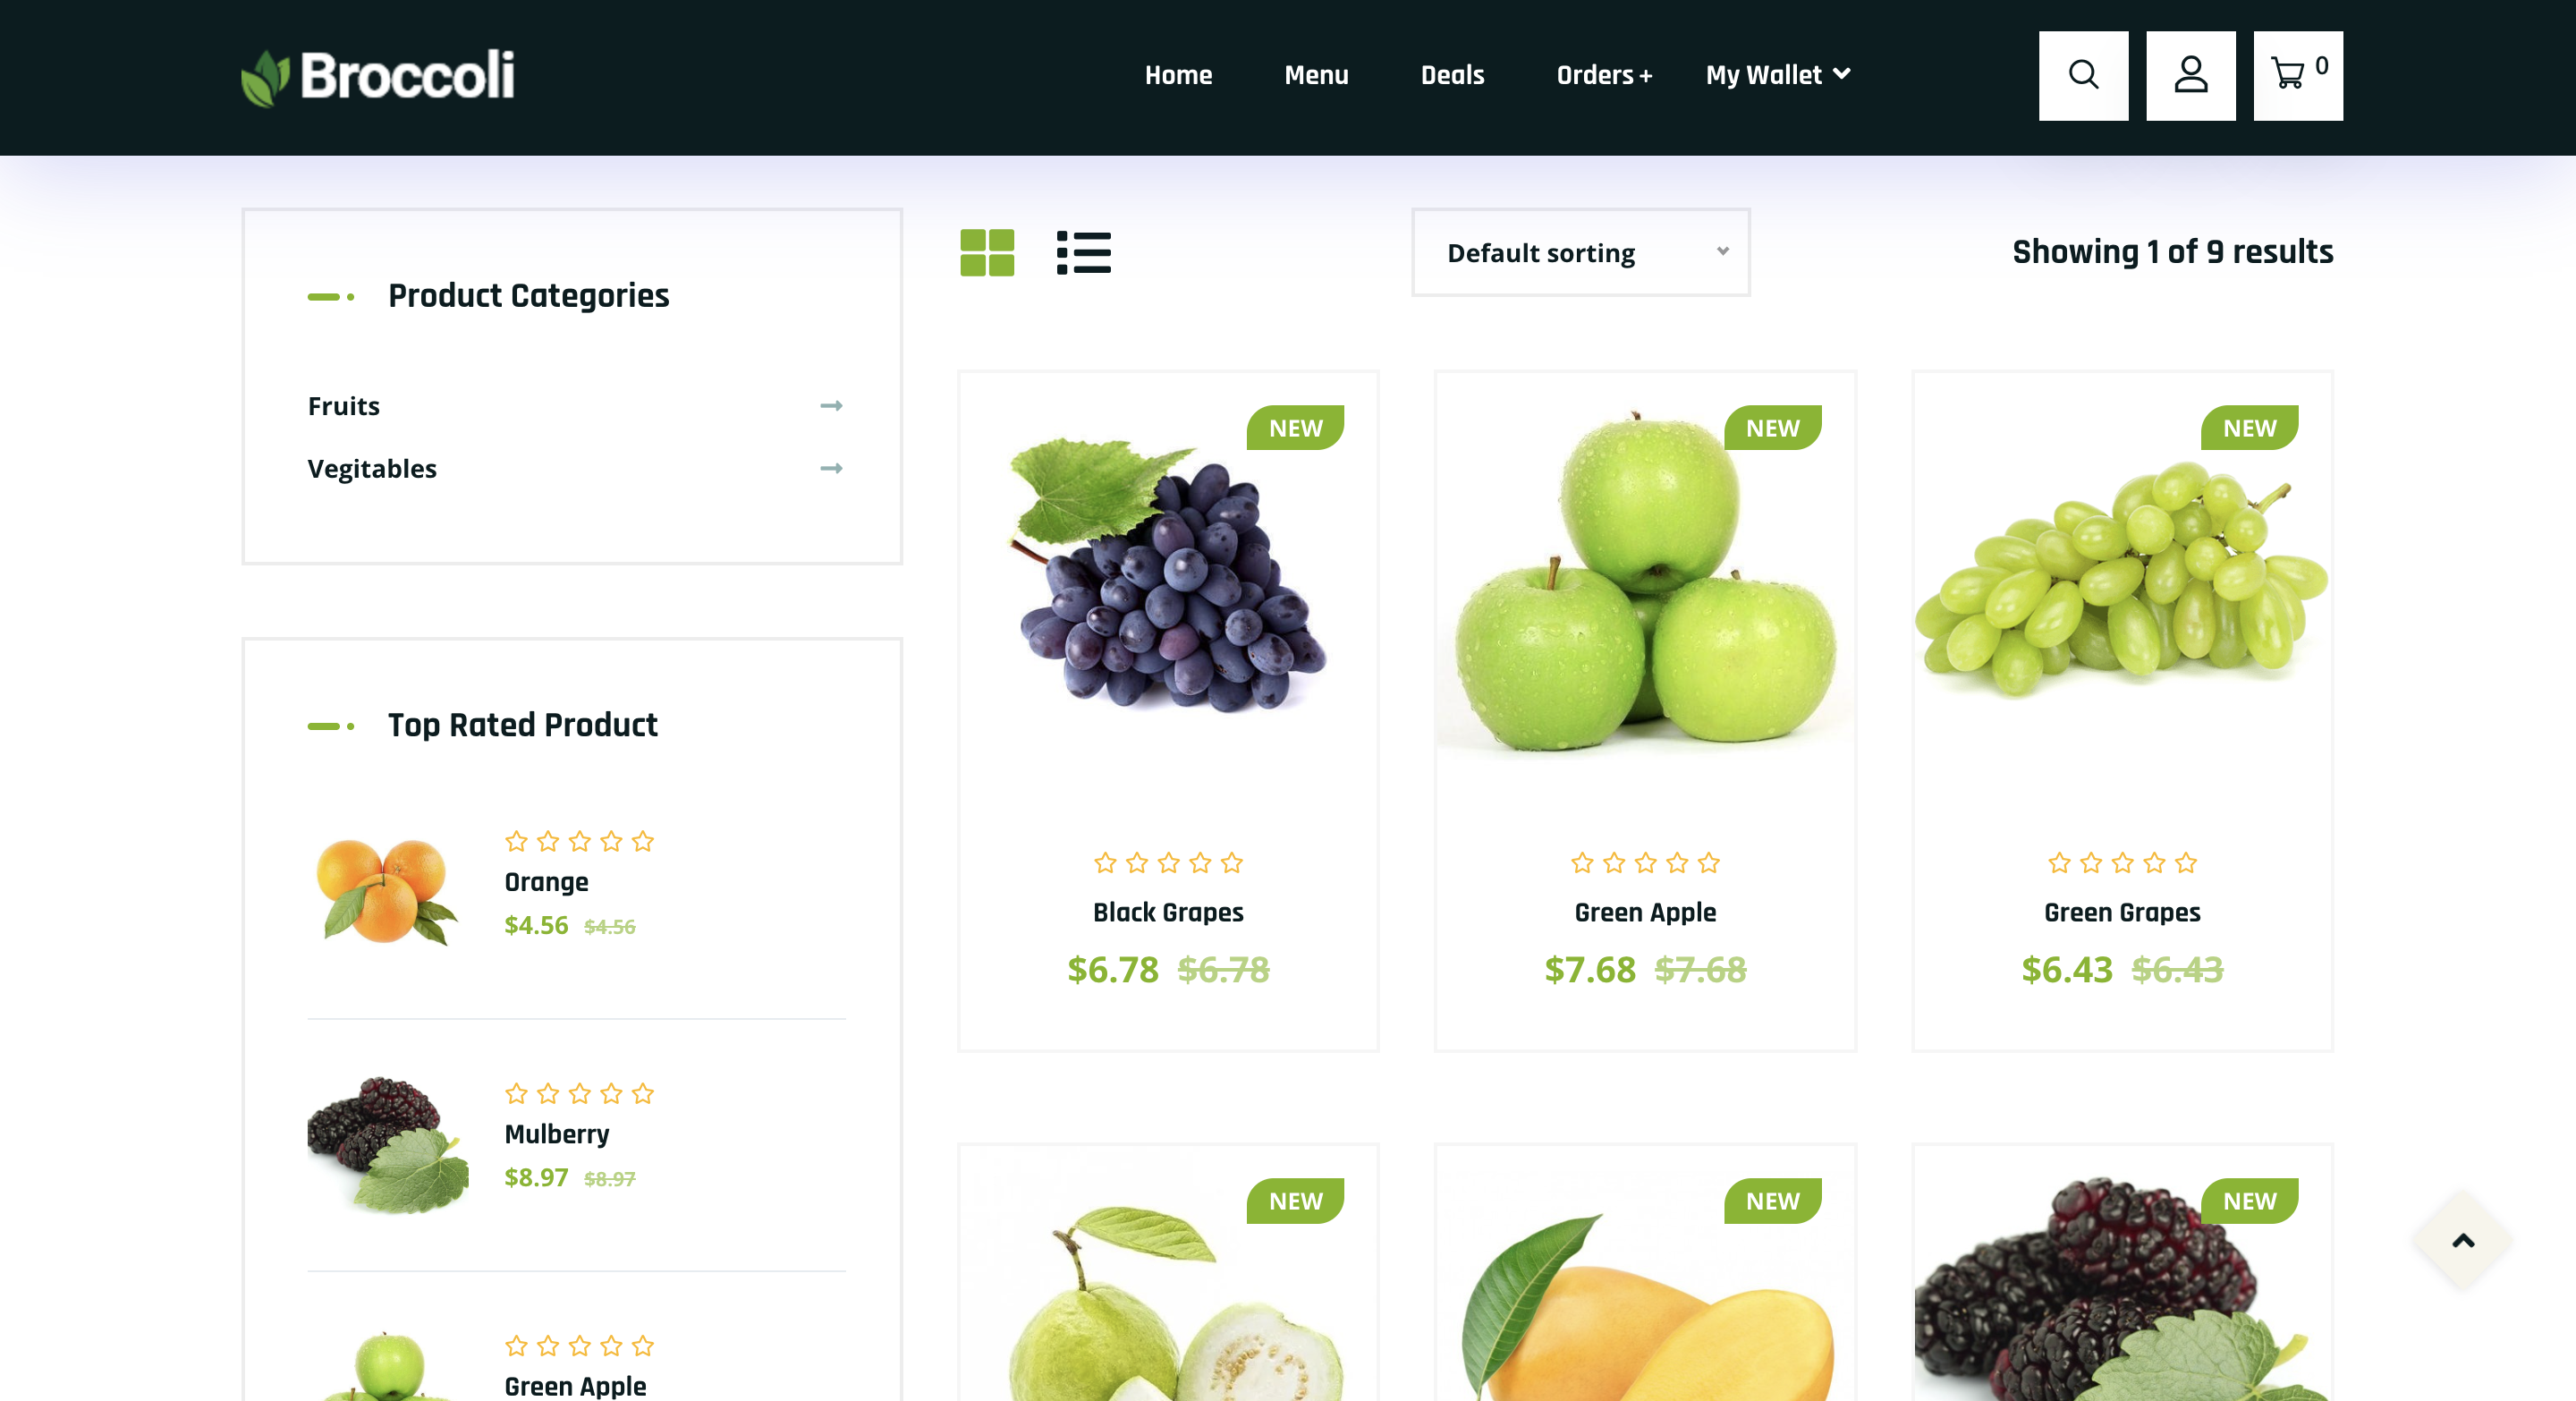 Broccoli
Home Menu Deals Orders + My Wallet 0
Product Categories
Fruits
Vegitables
Top Rated Product
Orange
$4.56 $4.56
Mulberry
$8.97 $8.97
Green Apple
Default sorting
Showing 1 of 9 results
NEW NEW NEW
Black Grapes Green Apple Green Grapes
$6.78 $6.78 $7.68 $7.68 $6.43 $6.43
NEW NEW NEW